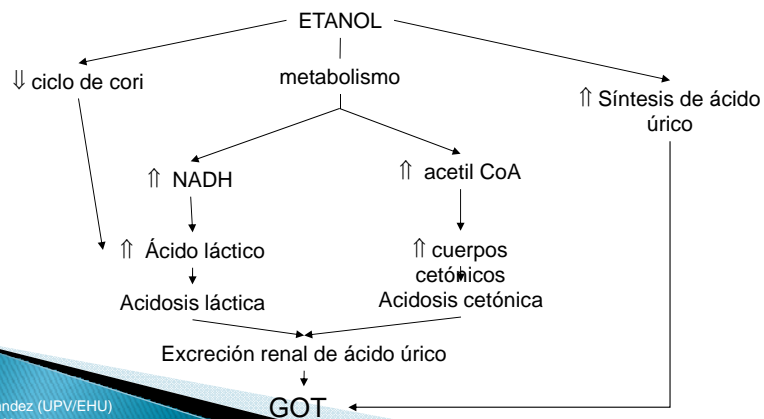 ETANOL
⇓ ciclo de cori
metabolismo
⇑ Síntesis de ácido
úrico
⇑ NADH
⇑ acetil CoA
⇑ Ácido láctico
⇑ cuerpos
cetónicos
Acidosis láctica
Acidosis cetónica
Excreción renal de ácido úrico
GOT
ández (UPV/EHU)